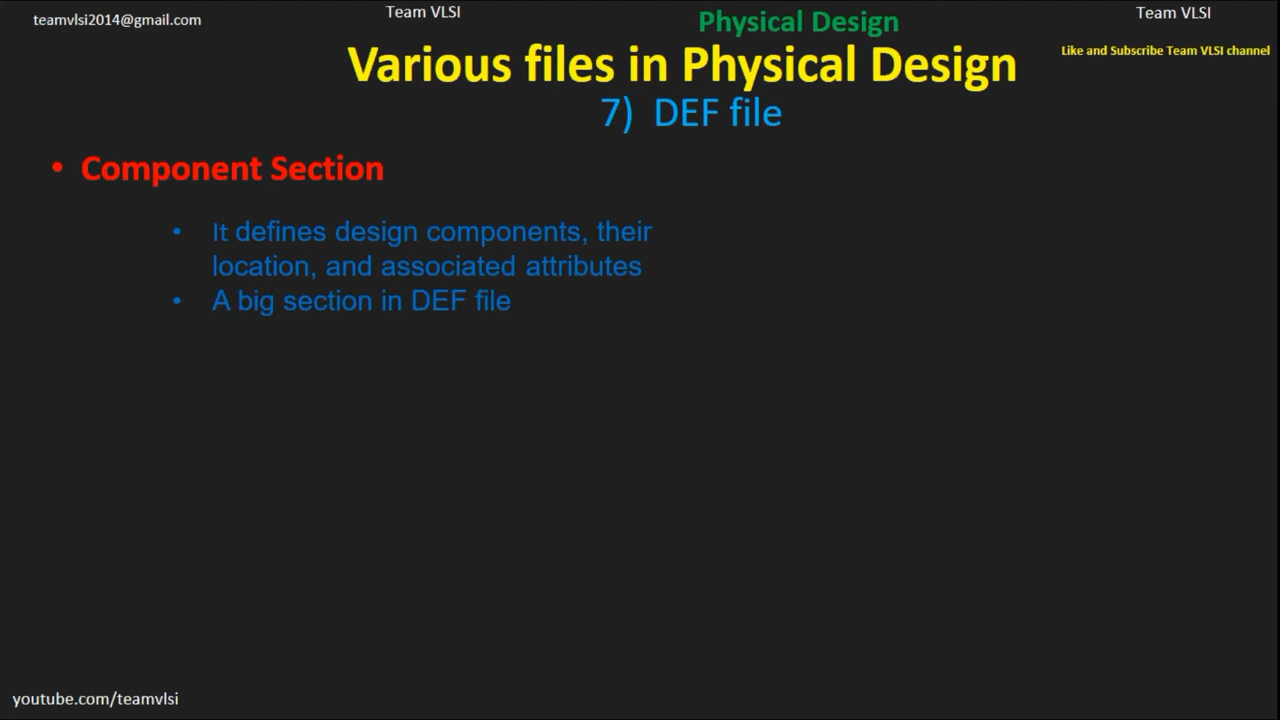 teamvlsi2014@gmail.com
Team VLSI
Physical Design
Team VLSI
Various files in Physical Design
Like and Subscribe Team VLSI channel
7) DEF file
• Component Section
• It defines design components, their
location, and associated attributes
• A big section in DEF file
youtube.com/teamvlsi